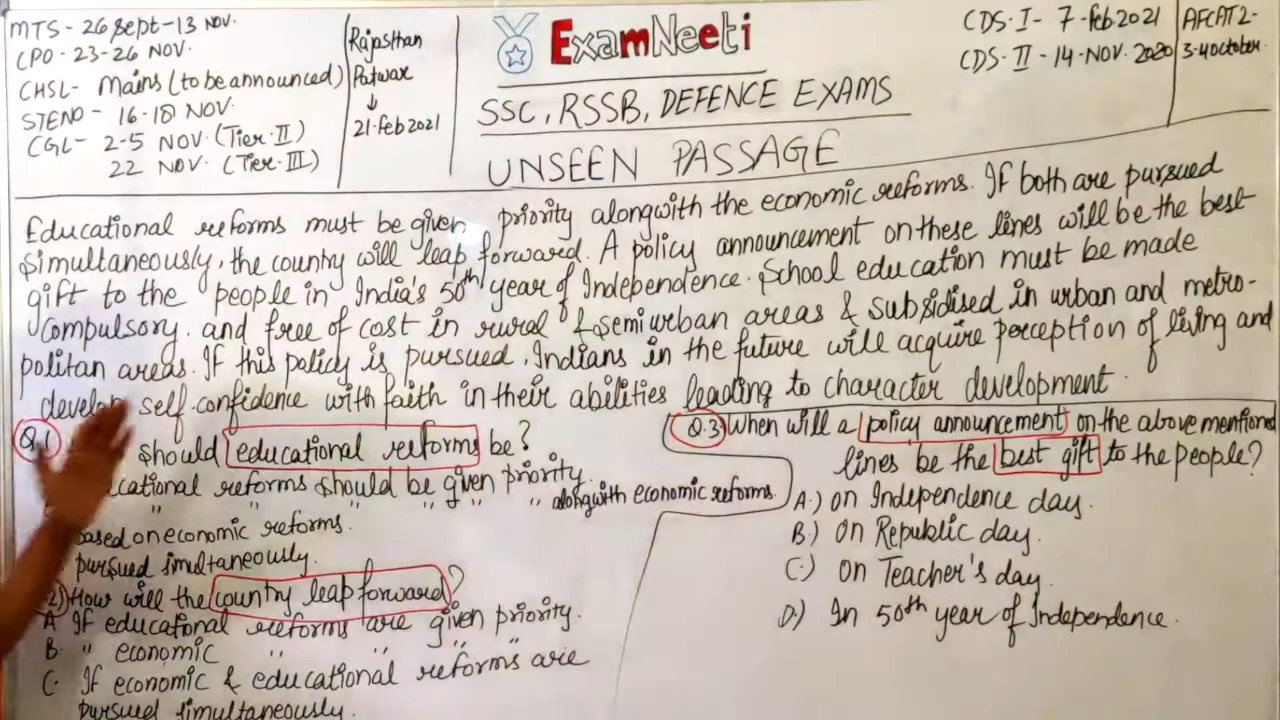 MTS - 26 Sept - 13 NOV.
CPO - 23-26 NOV.
CHSL - Mains (to be announced)
STENO - 16-18 NOV.
CGL - 2-5 NOV. (Tier-II)
22 NOV. (Tier-III)
Rajasthan
Patwar
↓
21-Feb 2021
ExamNeeti
SSC, RSSB, DEFENCE EXAMS
UNSEEN PASSAGE
CDS-I - 7-Feb 2021
CDS-II - 14-NOV. 2020
AFCAT 2-
3-4 october.
Educational reforms must be given priority alongwith the economic reforms. If both are pursued
simultaneously, the country will leap forward. A policy announcement on these lines will be the best
gift to the people in India's 50th year of Independence. School education must be made
compulsory and free of cost in rural & semi urban areas & subsidised in urban and metro-
politan areas. If this policy is pursued, Indians in the future will acquire perception of living and
develop self-confidence with faith in their abilities leading to character development.
Q.1
should educational reforms be?
cational reforms should be given priority.
" " " " " alongwith economic reforms.
based on economic reforms.
pursued simultaneously.
2) How will the country leap forward?
A If educational reforms are given priority.
B. " economic " " " "
C. If economic & educational reforms are
pursued simultaneously.
Q.3 When will a policy announcement on the above mentioned
lines be the best gift to the people?
A.) on Independence day.
B.) On Republic day.
C.) on Teacher's day.
D.) In 50th year of Independence.